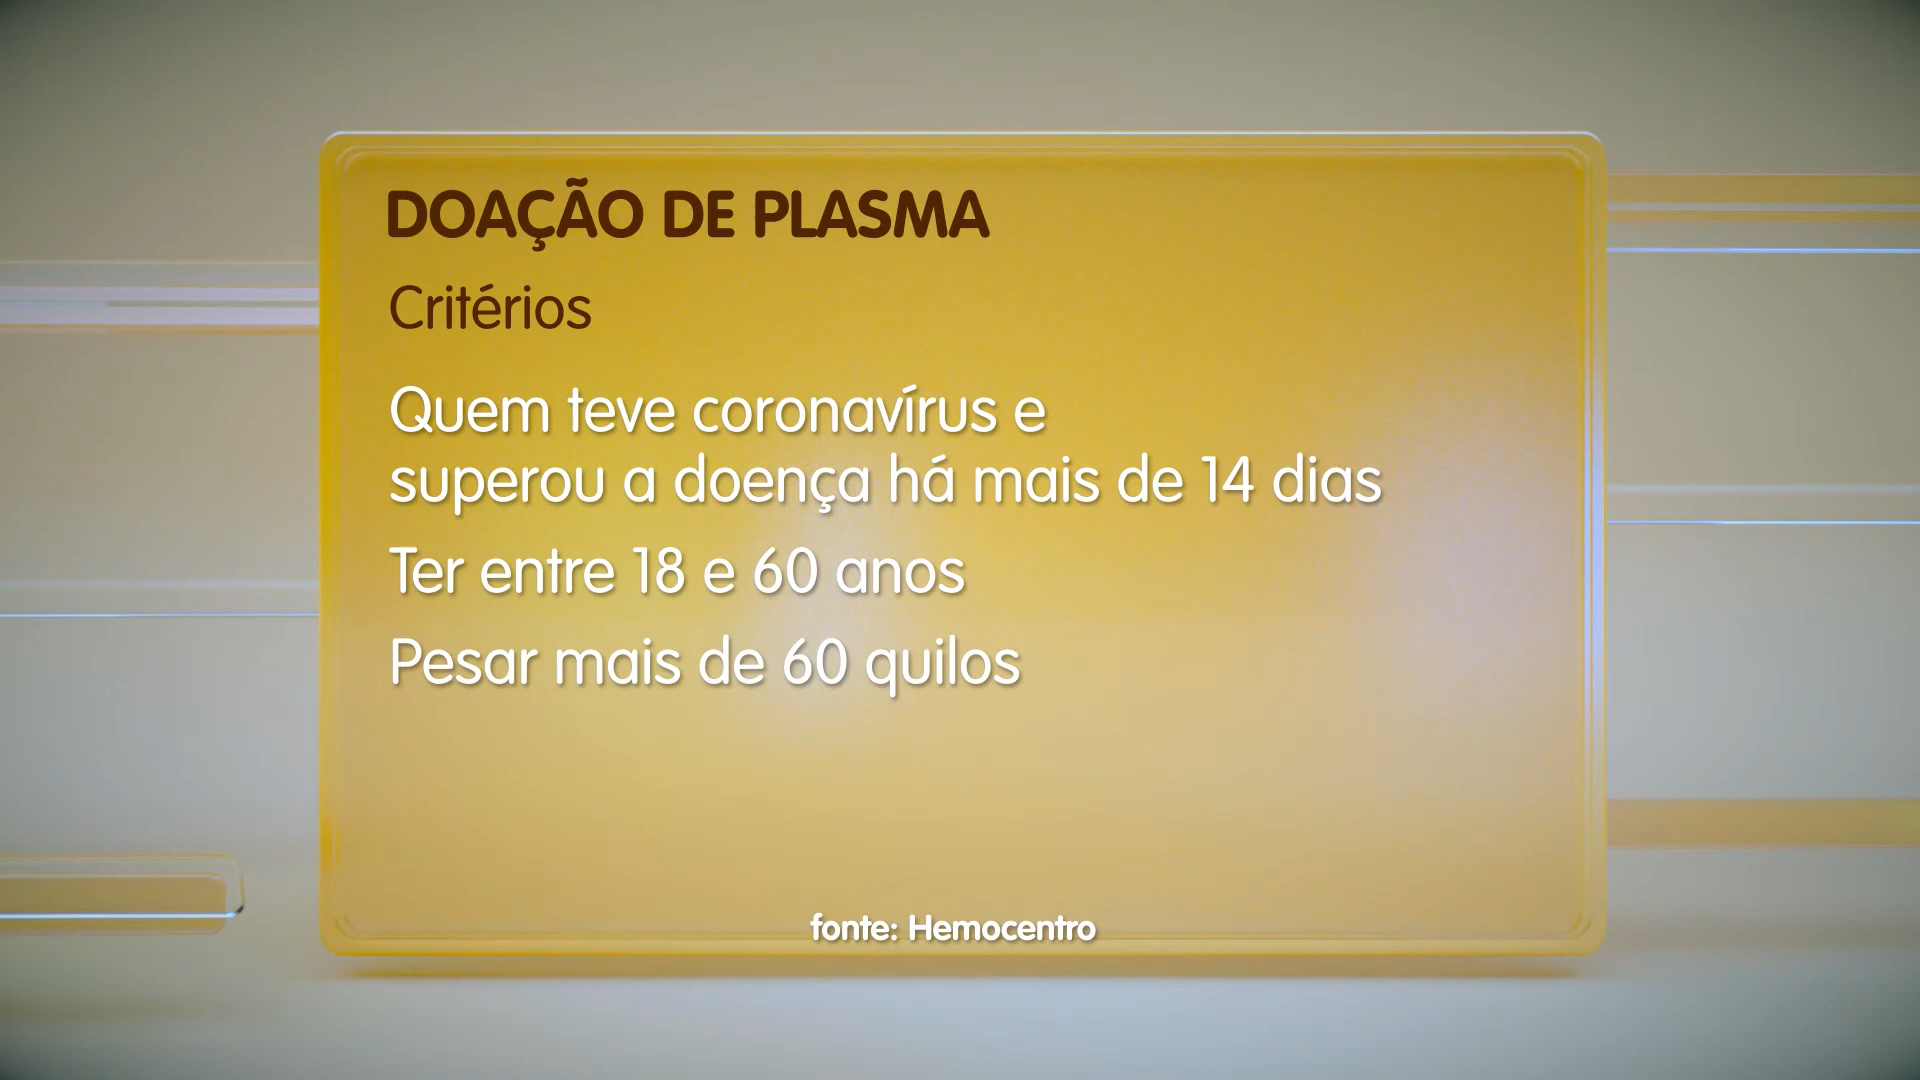 DOAÇÃO DE PLASMA
Critérios
Quem teve coronavírus e
superou a doença há mais de 14 dias
Ter entre 18 e 60 anos
Pesar mais de 60 quilos
fonte: Hemocentro